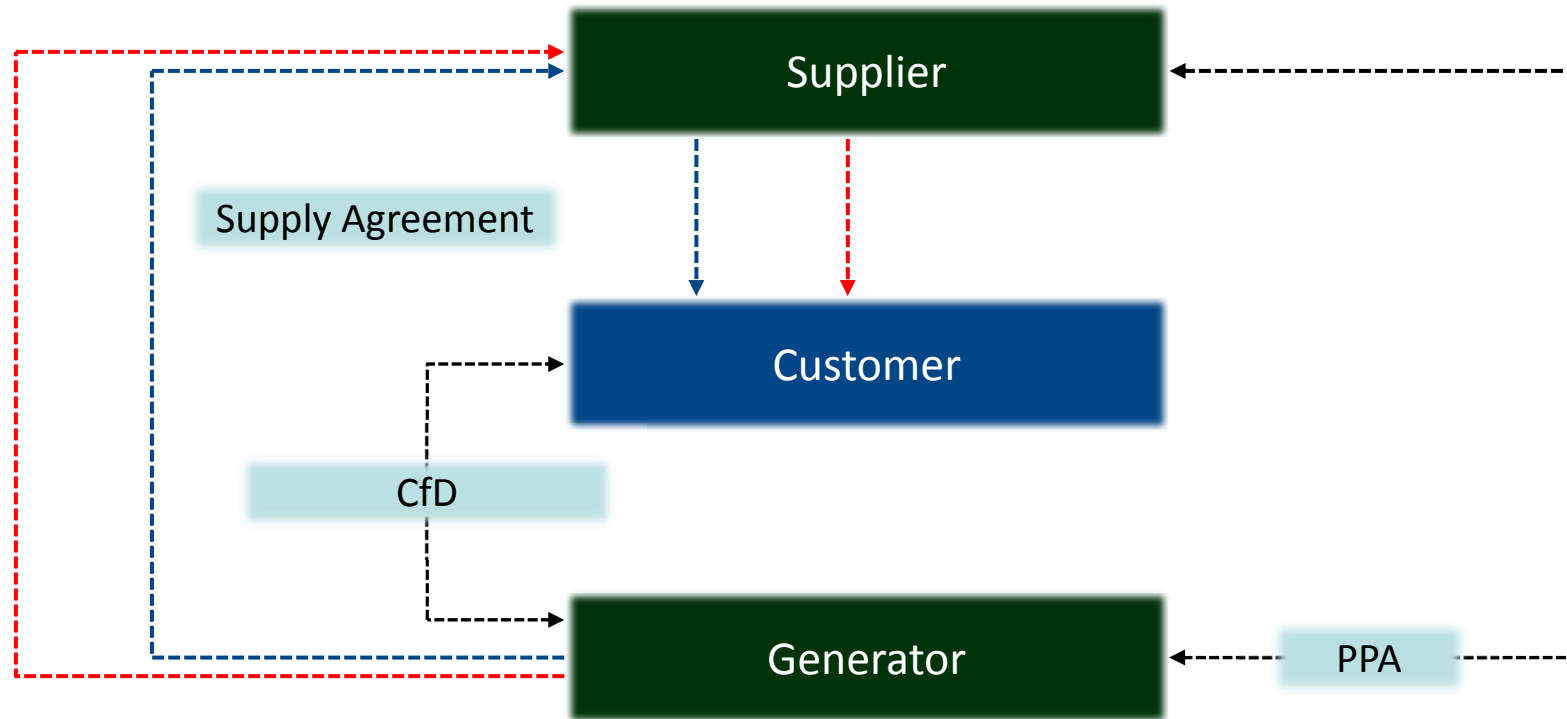 Supplier
Supply Agreement
Customer
CfD
Generator
PPA